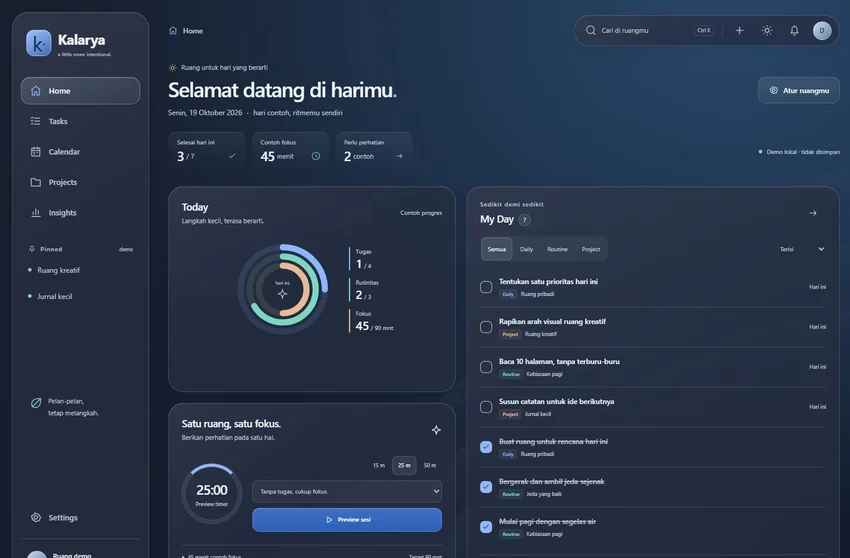 Kalarya
a little more intentional.
Home
Tasks
Calendar
Projects
Insights
Pinned
demo
Ruang kreatif
Jurnal kecil
Pelan-pelan,
tetap melangkah.
Settings
Ruang demo
Home
Cari di ruangmu
Ctrl K
D
Ruang untuk hari yang berarti
Selamat datang di harimu.
Senin, 19 Oktober 2026 · hari contoh, ritmemu sendiri
Atur ruangmu
Selesai hari ini
3 / 7
Contoh fokus
45 menit
Perlu perhatian
2 contoh
Demo lokal · tidak disimpan
Today
Langkah kecil, terasa berarti.
Contoh progres
hari ini
Tugas
1 / 4
Rutinitas
2 / 3
Fokus
45 / 90 mnt
Satu ruang, satu fokus.
Berikan perhatian pada satu hal.
15 m
25 m
50 m
25:00
Preview timer
Tanpa tugas, cukup fokus
Preview sesi
45 menit contoh fokus
Target 90 mnt
Sedikit demi sedikit
My Day 7
Semua
Daily
Routine
Project
Terisi
Tentukan satu prioritas hari ini
Daily Ruang pribadi
Hari ini
Rapikan arah visual ruang kreatif
Project Ruang kreatif
Hari ini
Baca 10 halaman, tanpa terburu-buru
Routine Kebiasaan pagi
Hari ini
Susun catatan untuk ide berikutnya
Project Jurnal kecil
Hari ini
Buat ruang untuk rencana hari ini
Daily Ruang pribadi
Bergerak dan ambil jeda sejenak
Routine Jeda yang baik
Mulai pagi dengan segelas air
Routine Kebiasaan pagi